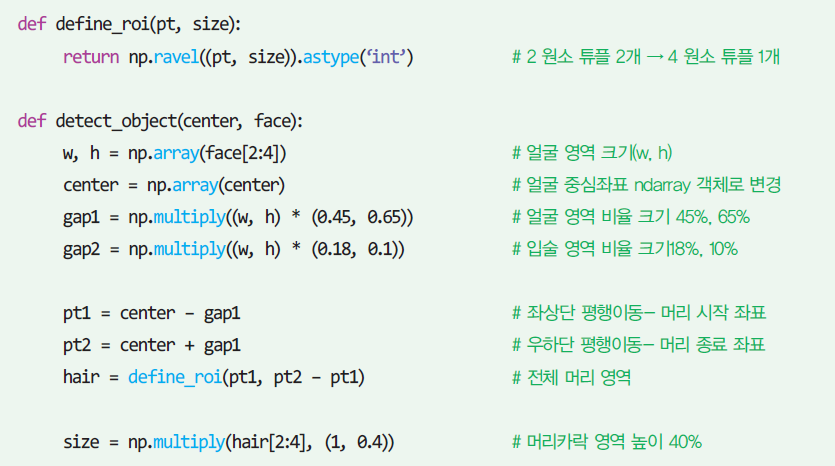 def define_roi(pt, size):
return np.ravel((pt, size)).astype(‘int’) # 2 원소 튜플 2개 → 4 원소 튜플 1개
def detect_object(center, face):
w, h = np.array(face[2:4]) # 얼굴 영역 크기(w, h)
center = np.array(center) # 얼굴 중심좌표 ndarray 객체로 변경
gap1 = np.multiply((w, h) * (0.45, 0.65)) # 얼굴 영역 비율 크기 45%, 65%
gap2 = np.multiply((w, h) * (0.18, 0.1)) # 입술 영역 비율 크기18%, 10%
pt1 = center - gap1 # 좌상단 평행이동- 머리 시작 좌표
pt2 = center + gap1 # 우하단 평행이동- 머리 종료 좌표
hair = define_roi(pt1, pt2 - pt1) # 전체 머리 영역
size = np.multiply(hair[2:4], (1, 0.4)) # 머리카락 영역 높이 40%